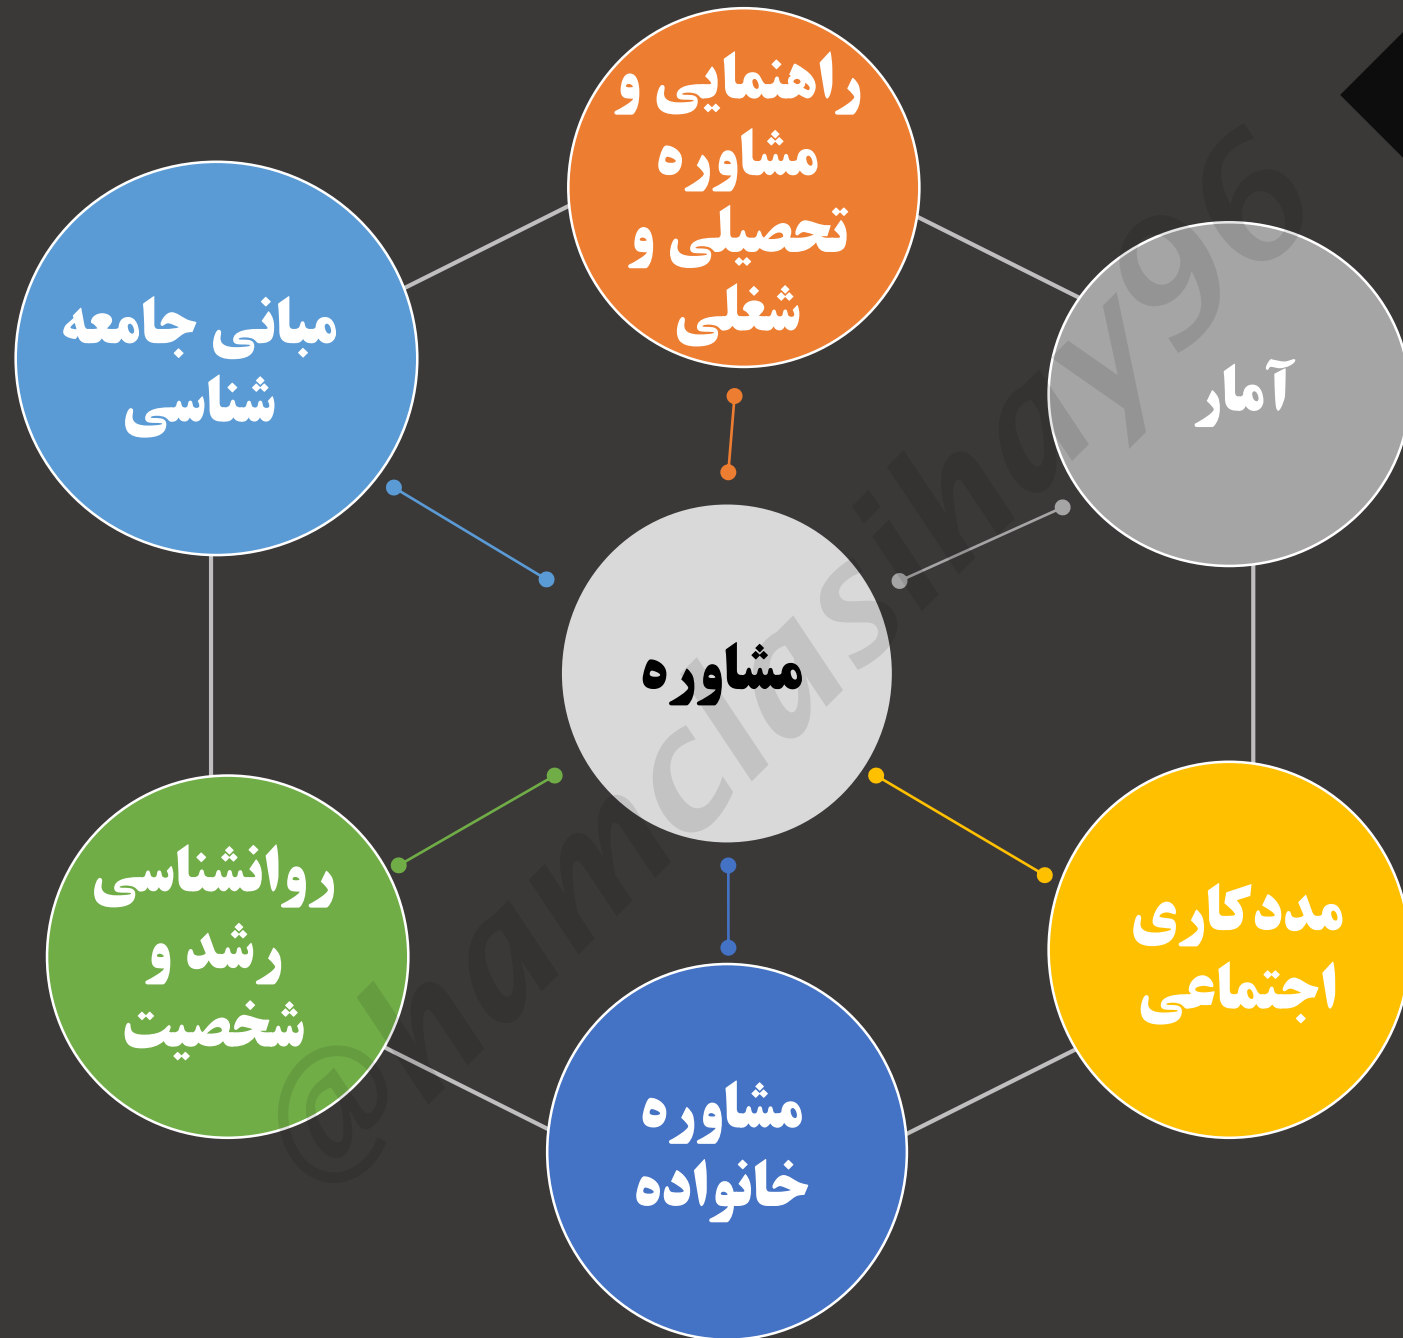 راهنمایی و
مشاوره
تحصیلی و
شغلی
آمار
مددکاری
اجتماعی
مشاوره
خانواده
روانشناسی
رشد و
شخصیت
مبانی جامعه
شناسی
مشاوره
@hamclasihay96